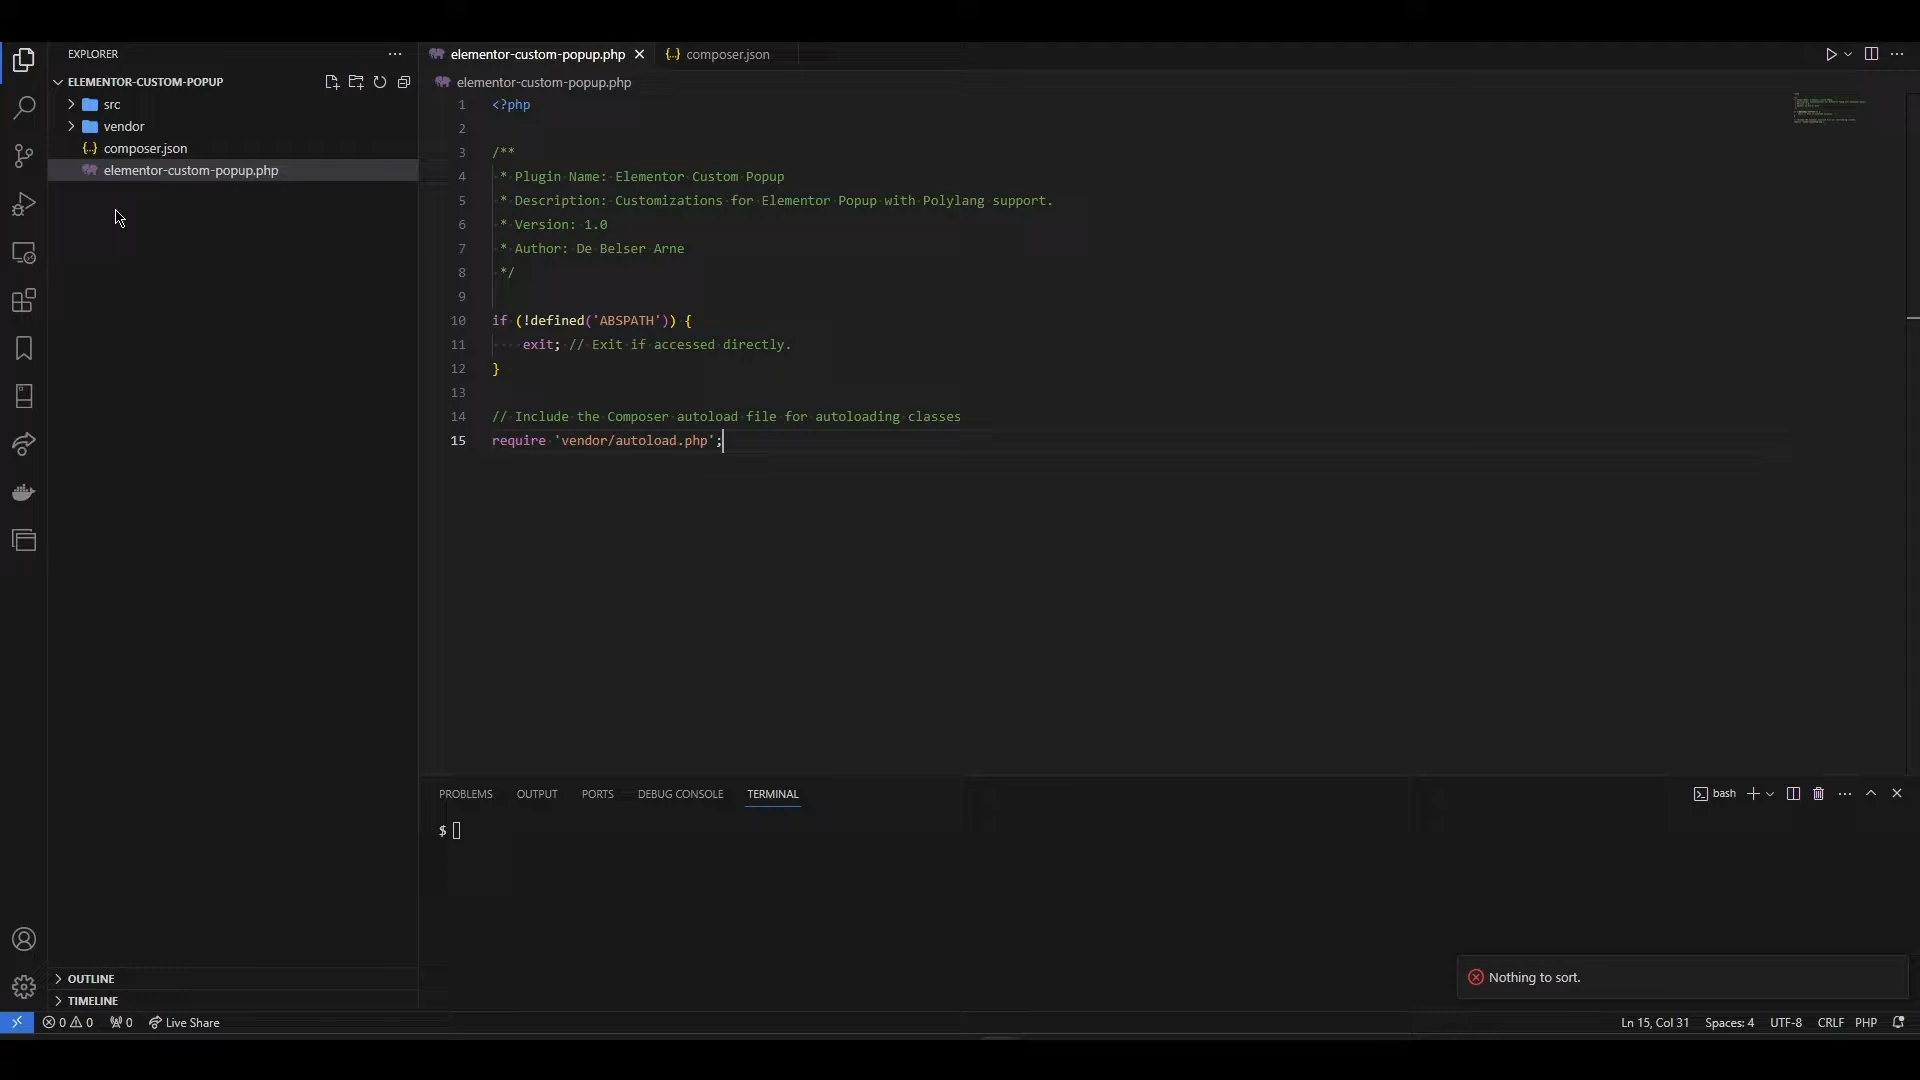 EXPLORER
ELEMENTOR-CUSTOM-POPUP
src
vendor
{..} composer.json
elementor-custom-popup.php
OUTLINE
TIMELINE
elementor-custom-popup.php
{..} composer.json
elementor-custom-popup.php
1 <?php
2
3 /**
4 * Plugin Name: Elementor Custom Popup
5 * Description: Customizations for Elementor Popup with Polylang support.
6 * Version: 1.0
7 * Author: De Belser Arne
8 */
9
10 if (!defined('ABSPATH')) {
11 exit; // Exit if accessed directly.
12 }
13
14 // Include the Composer autoload file for autoloading classes
15 require 'vendor/autoload.php';
PROBLEMS OUTPUT PORTS DEBUG CONSOLE TERMINAL
bash
$
Nothing to sort.
0 0 0 Live Share
Ln 15, Col 31 Spaces: 4 UTF-8 CRLF PHP